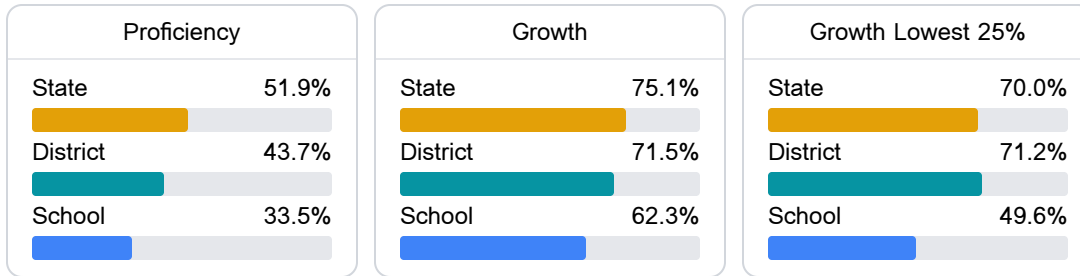 Proficiency
State 51.9%
District 43.7%
School 33.5%
Growth
State 75.1%
District 71.5%
School 62.3%
Growth Lowest 25%
State 70.0%
District 71.2%
School 49.6%